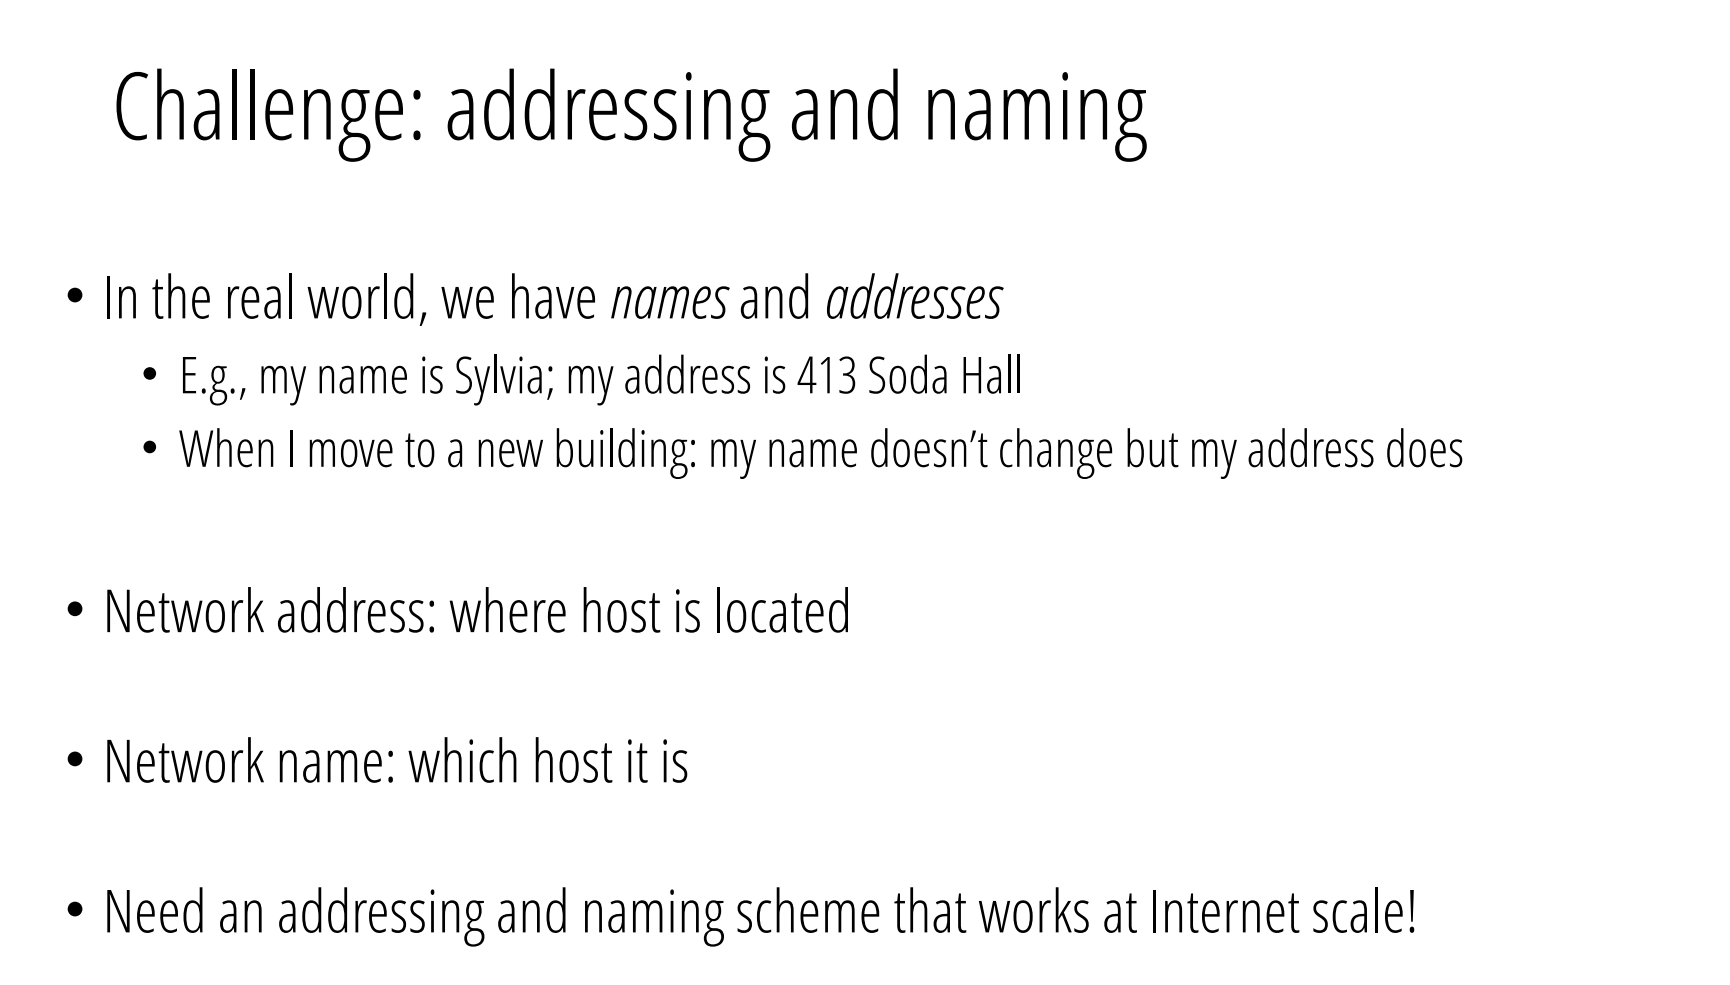 Challenge: addressing and naming
• In the real world, we have names and addresses
• E.g., my name is Sylvia; my address is 413 Soda Hall
• When I move to a new building: my name doesn’t change but my address does
• Network address: where host is located
• Network name: which host it is
• Need an addressing and naming scheme that works at Internet scale!